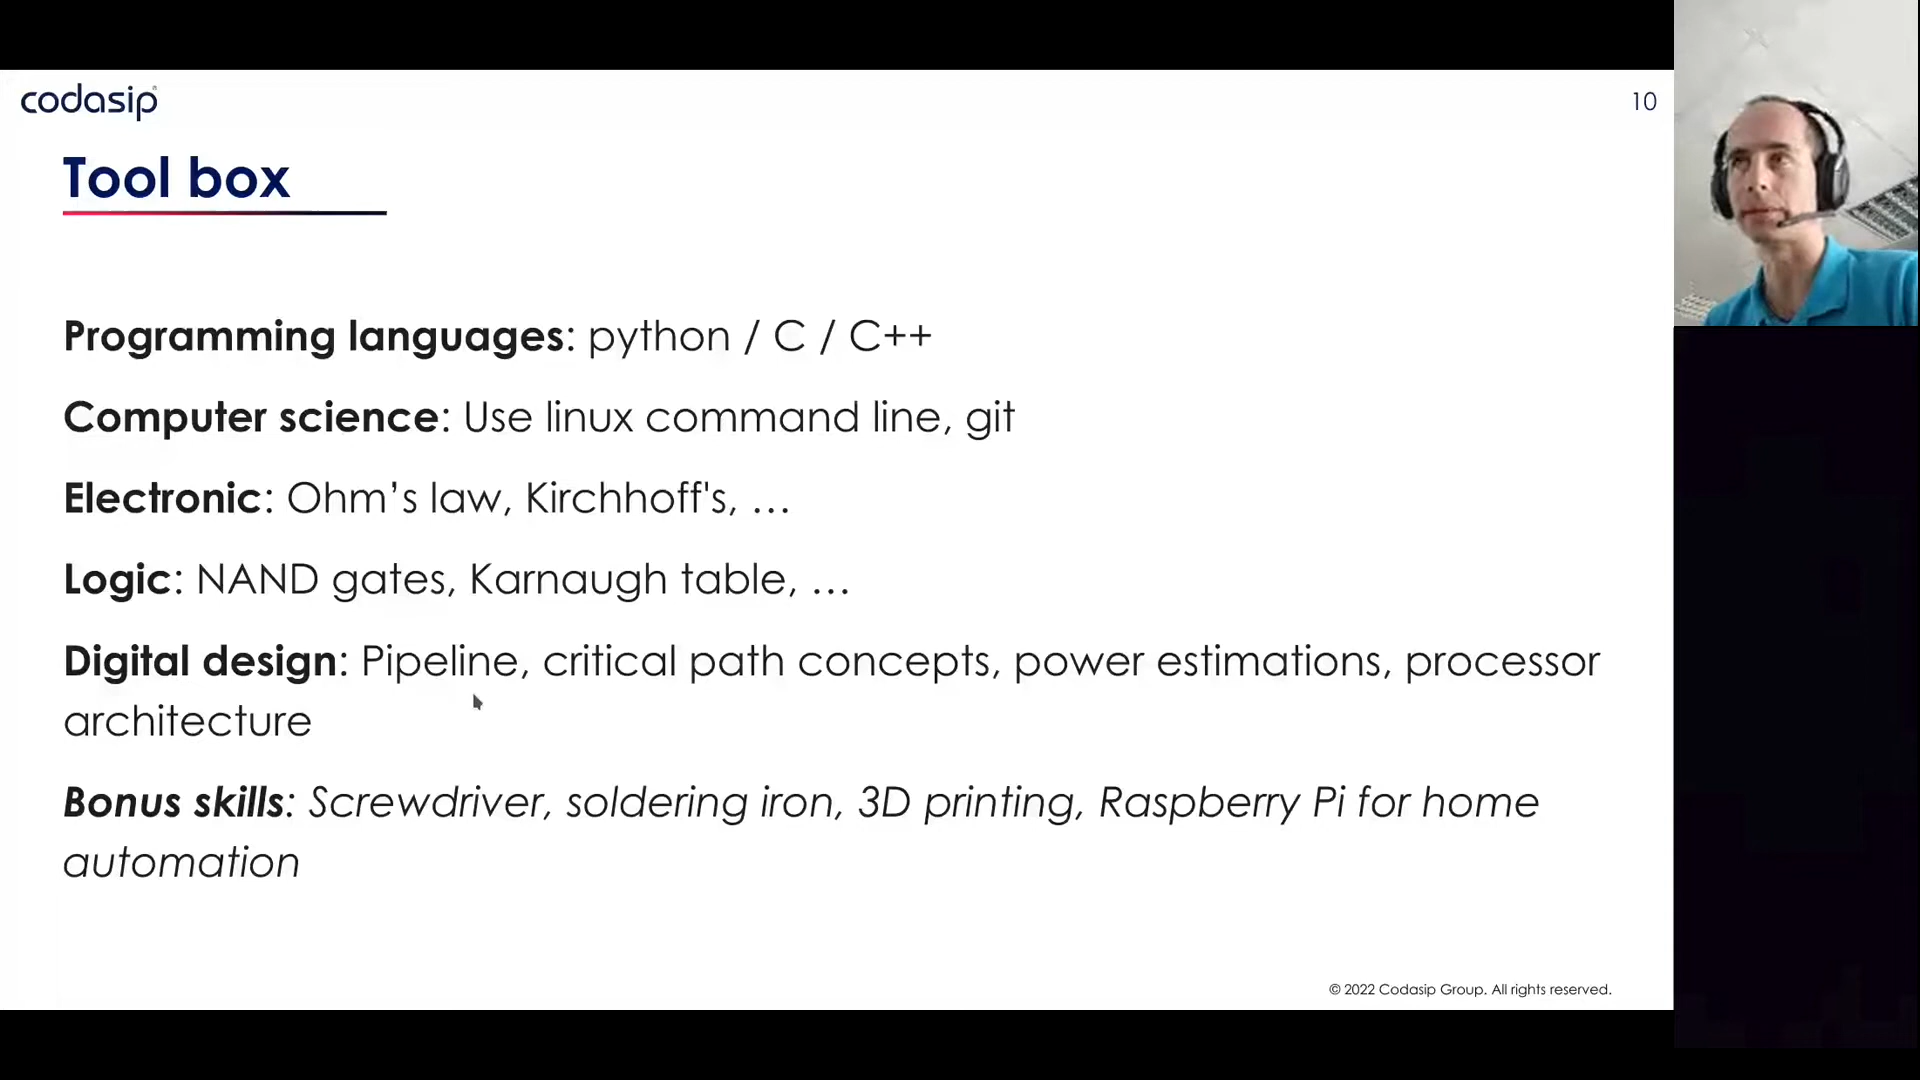 codasip
10
Tool box
Programming languages: python / C / C++
Computer science: Use linux command line, git
Electronic: Ohm’s law, Kirchhoff's, …
Logic: NAND gates, Karnaugh table, …
Digital design: Pipeline, critical path concepts, power estimations, processor
architecture
Bonus skills: Screwdriver, soldering iron, 3D printing, Raspberry Pi for home
automation
© 2022 Codasip Group. All rights reserved.